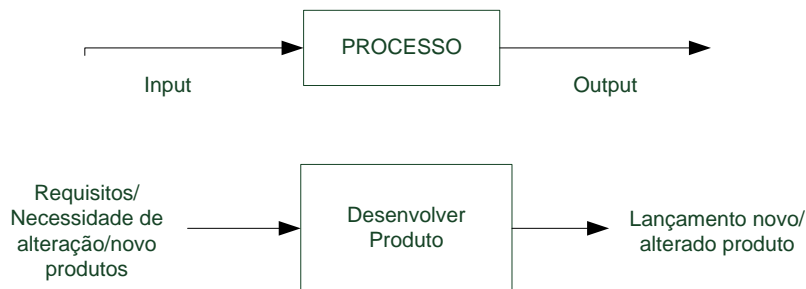 PROCESSO
Input
Output
Requisitos/
Necessidade de
alteração/novo
produtos
Desenvolver
Produto
Lançamento novo/
alterado produto